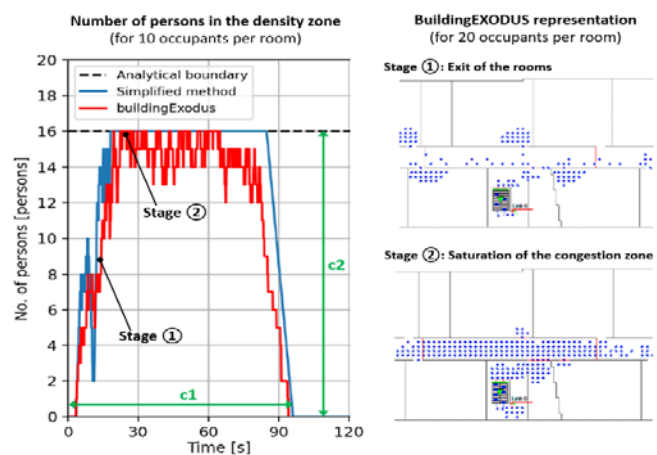 Number of persons in the density zone
(for 10 occupants per room)
20
18
16
14
12
10
8
6
4
2
0
No. of persons [persons]
Analytical boundary
Simplified method
buildingExodus
Stage ②
Stage ①
c2
c1
0
30
60
90
120
Time [s]
BuildingEXODUS representation
(for 20 occupants per room)
Stage ①: Exit of the rooms
Stage ②: Saturation of the congestion zone